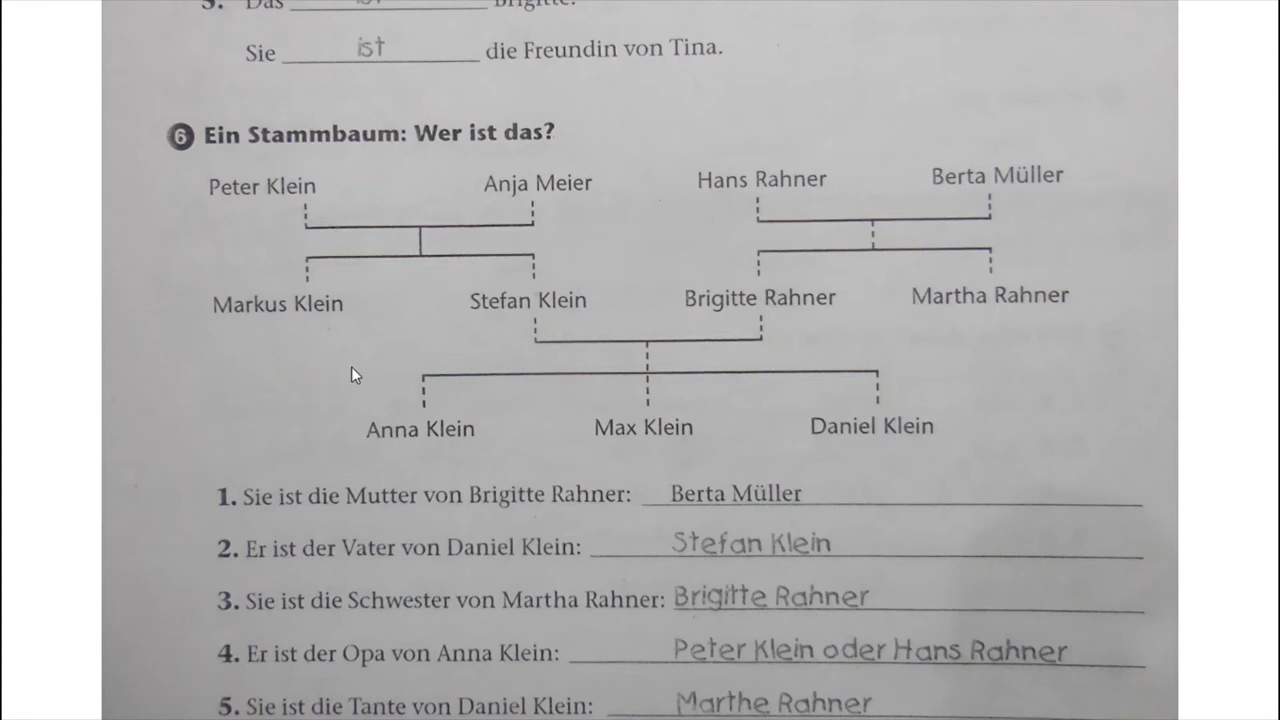 3. Das ist Brigitte.
Sie ist die Freundin von Tina.
6 Ein Stammbaum: Wer ist das?
Peter Klein Anja Meier Hans Rahner Berta Müller
Markus Klein Stefan Klein Brigitte Rahner Martha Rahner
Anna Klein Max Klein Daniel Klein
1. Sie ist die Mutter von Brigitte Rahner: Berta Müller
2. Er ist der Vater von Daniel Klein: Stefan Klein
3. Sie ist die Schwester von Martha Rahner: Brigitte Rahner
4. Er ist der Opa von Anna Klein: Peter Klein oder Hans Rahner
5. Sie ist die Tante von Daniel Klein: Marthe Rahner